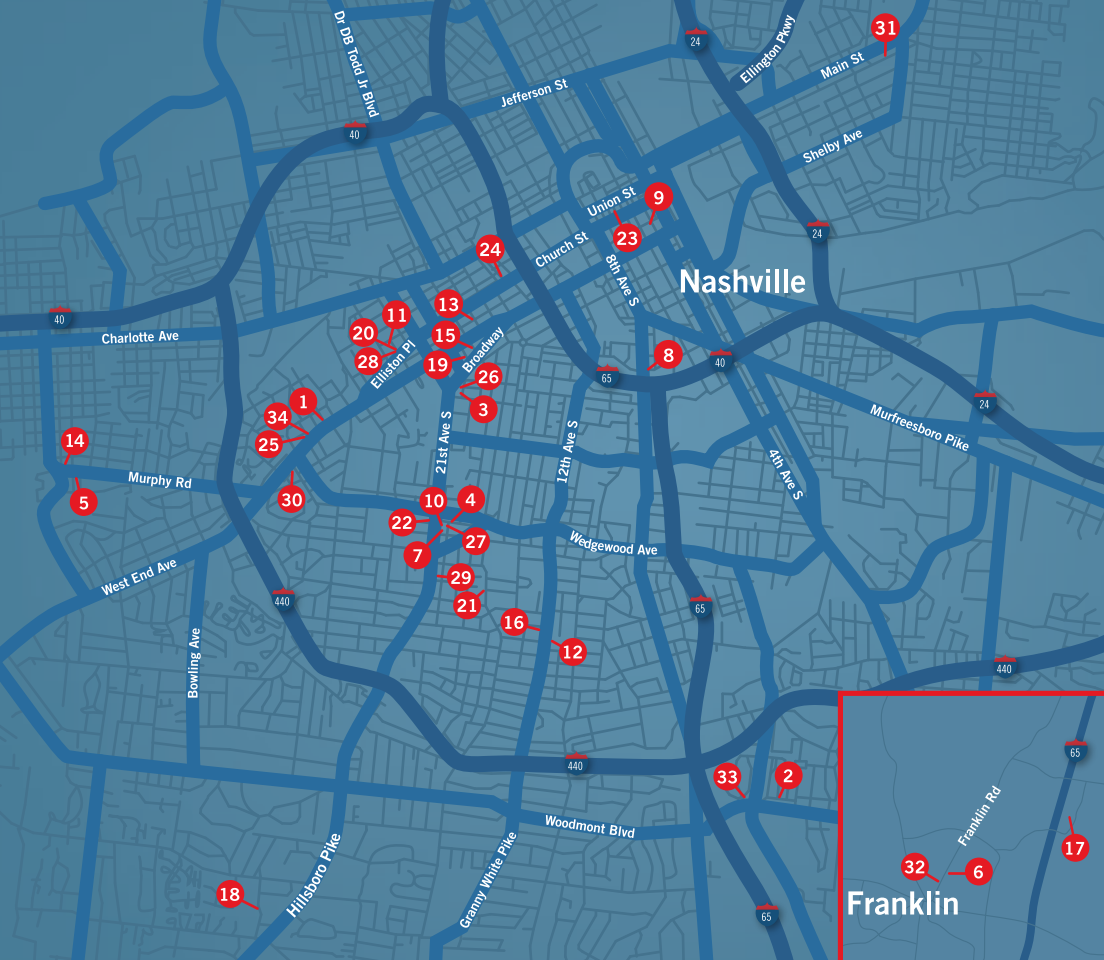 31
24
Ellington Pkwy
Main St
Dr DB Todd Jr Blvd
Jefferson St
40
Shelby Ave
Union St
9
23
24
Church St
24
8th Ave S
Nashville
40
13
11
20
15
Broadway
Charlotte Ave
28
Elliston Pl
19
8
40
65
26
3
1
34
25
24
Murfreesboro Pike
14
21st Ave S
12th Ave S
4th Ave S
Murphy Rd
5
30
10
4
22
27
7
Wedgewood Ave
West End Ave
29
21
440
65
16
12
Bowling Ave
440
440
33
2
65
Woodmont Blvd
Franklin Rd
17
Hillsboro Pike
Granny White Pike
32
6
18
Franklin
65